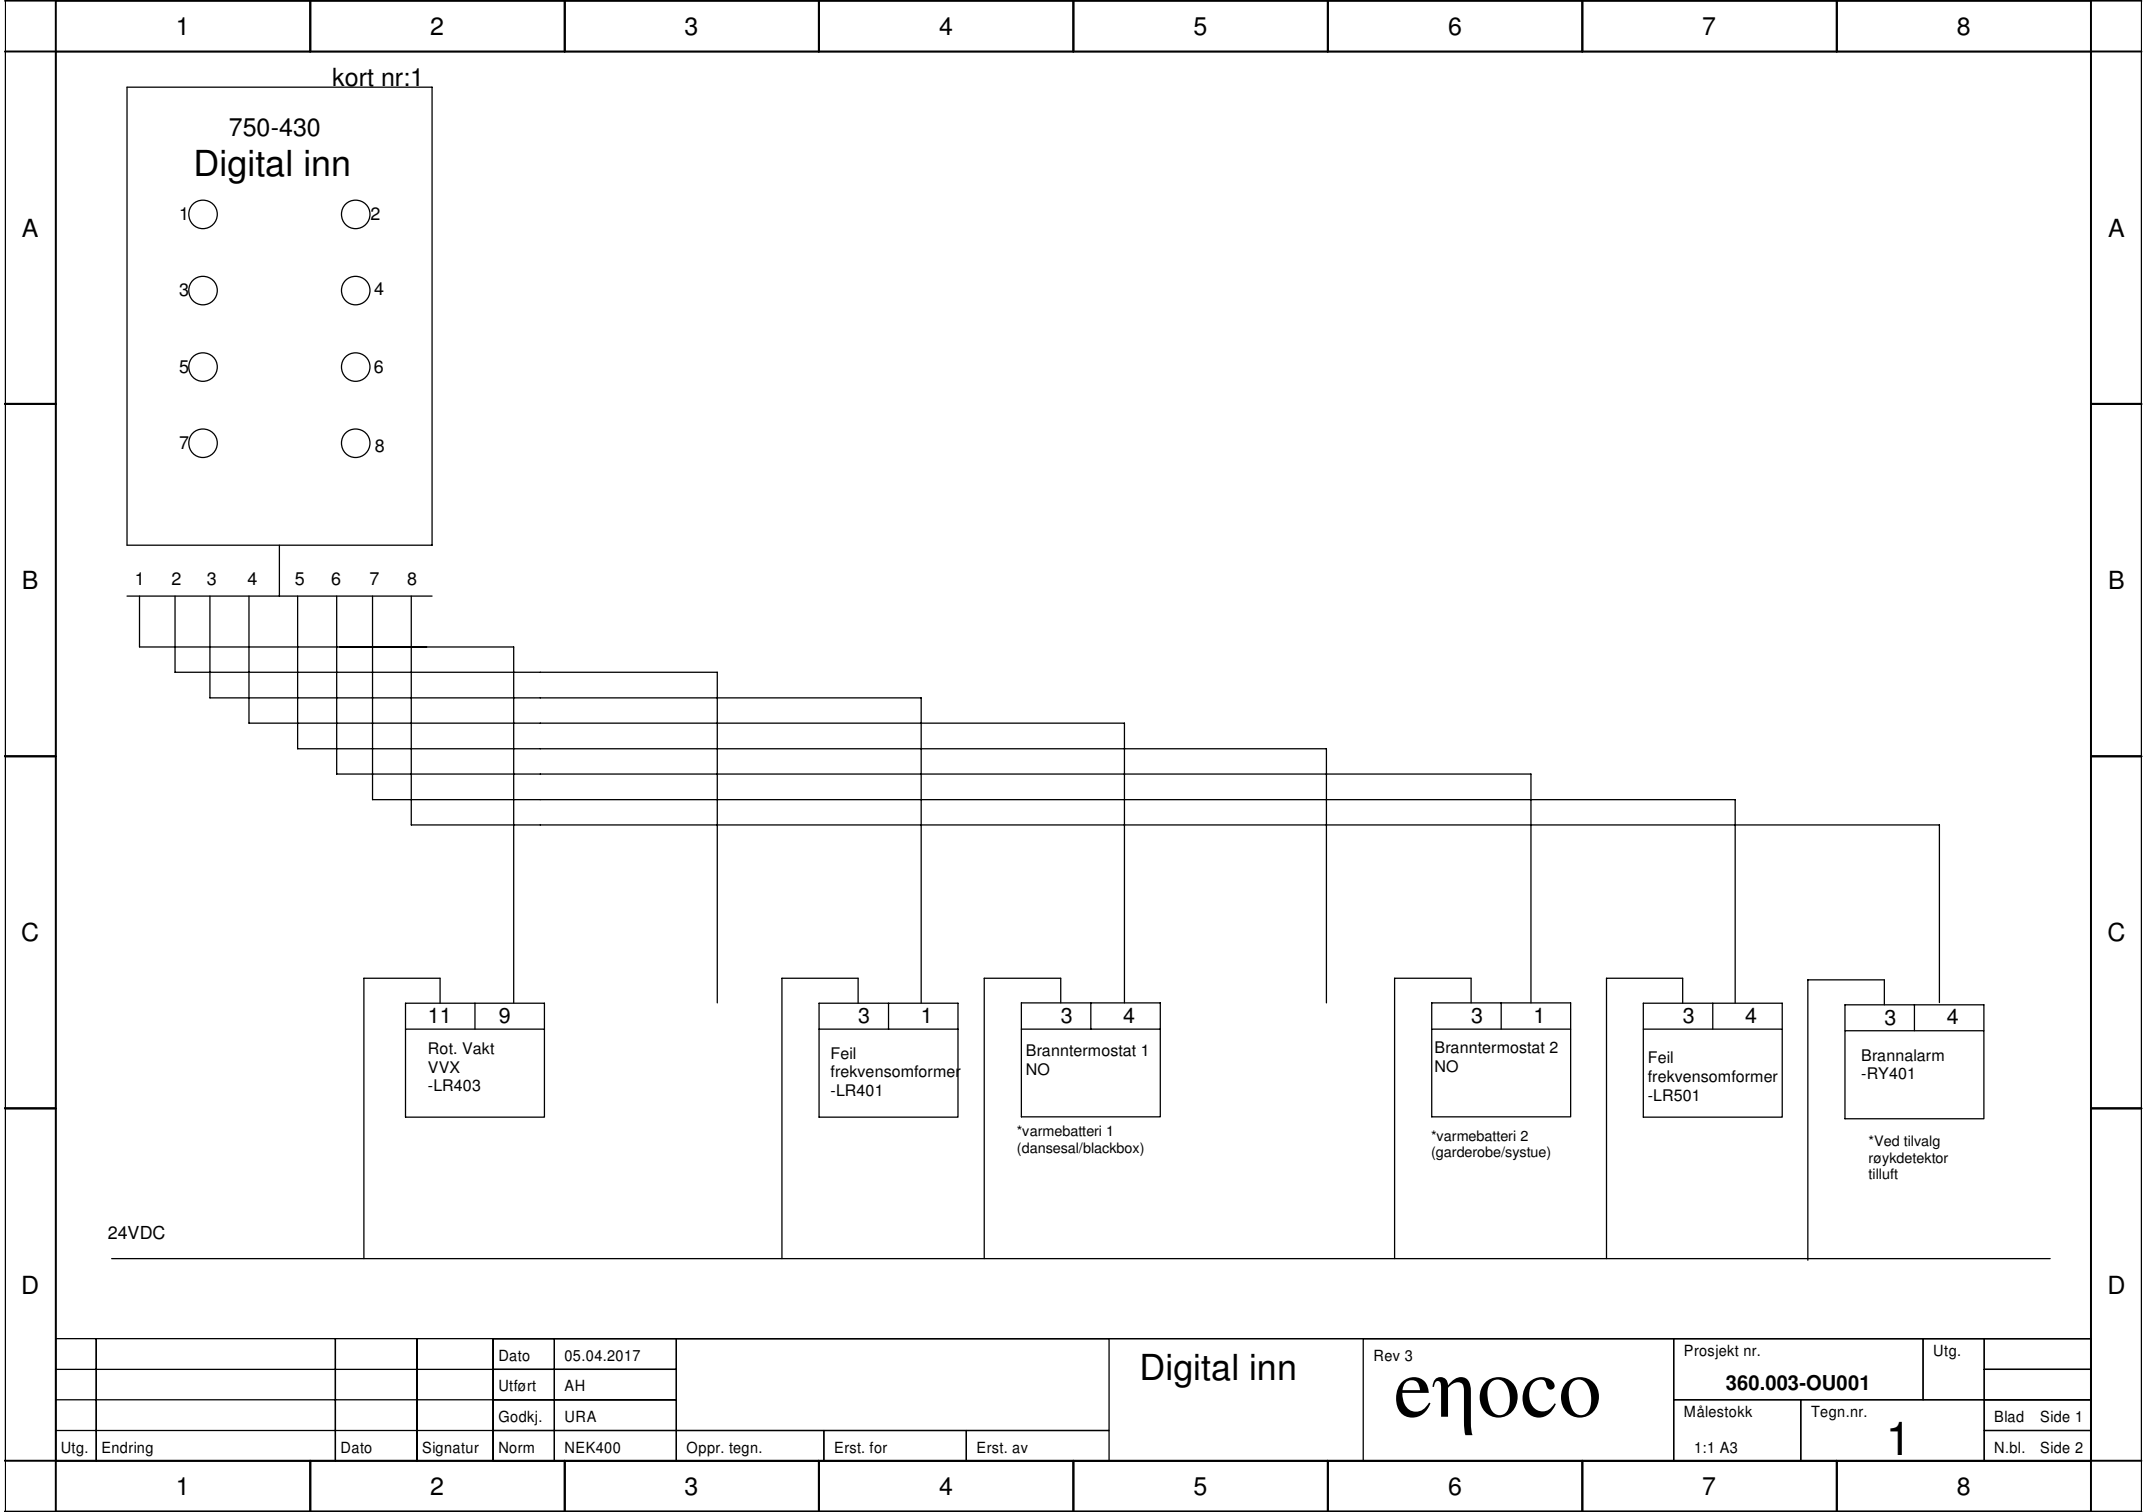 1 2 3 4 5 6 7 8
kort nr:1
750-430
Digital inn
1 2
3 4
5 6
7 8
A A
B B
C C
D D
1 2 3 4 5 6 7 8
11 9
Rot. Vakt
VVX
-LR403
3 1
Feil
frekvensomformer
-LR401
3 4
Branntermostat 1
NO
*varmebatteri 1
(dansesal/blackbox)
3 1
Branntermostat 2
NO
*varmebatteri 2
(garderobe/systue)
3 4
Feil
frekvensomformer
-LR501
3 4
Brannalarm
-RY401
*Ved tilvalg
røykdetektor
tilluft
24VDC
Dato 05.04.2017
Utført AH
Godkj. URA
Utg. Endring Dato Signatur Norm NEK400 Oppr. tegn. Erst. for Erst. av
Digital inn
Rev 3
eηoco
Prosjekt nr. Utg.
360.003-OU001
Målestokk Tegn.nr.
1:1 A3 1
Blad Side 1
N.bl. Side 2
1 2 3 4 5 6 7 8